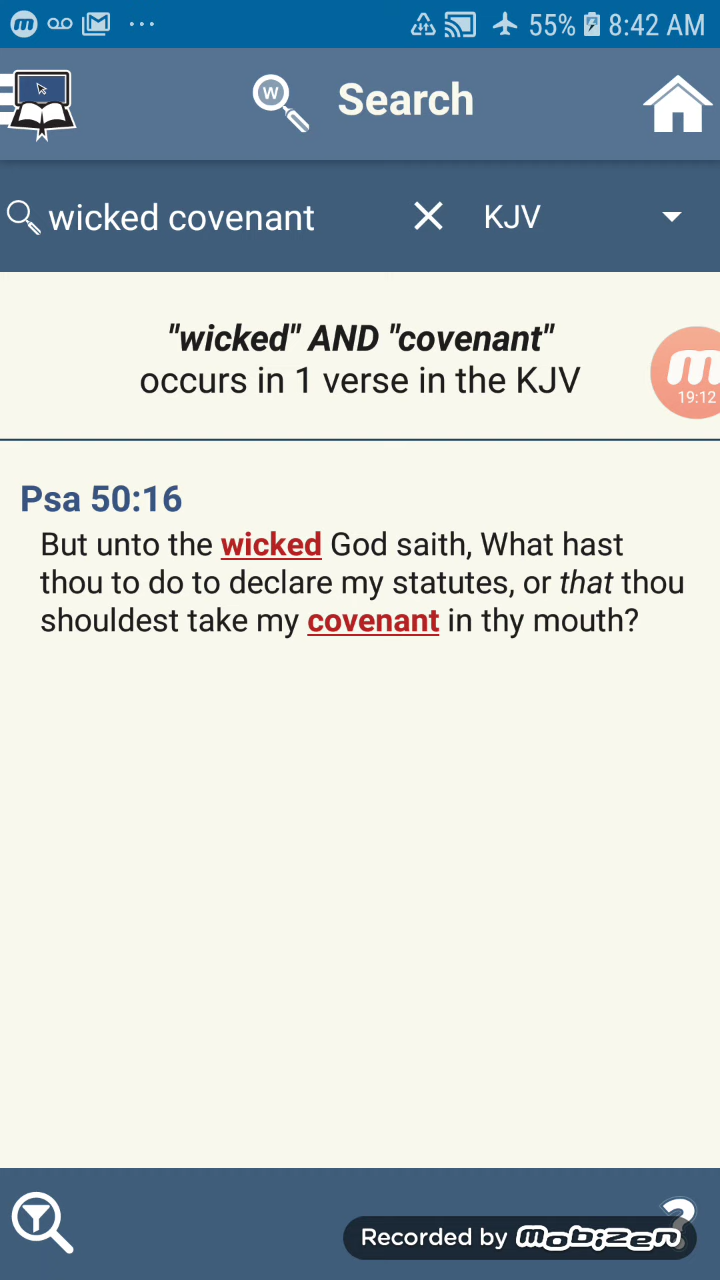 55% 8:42 AM
W Search
wicked covenant KJV
"wicked" AND "covenant"
occurs in 1 verse in the KJV
m
19:12
Psa 50:16
But unto the wicked God saith, What hast
thou to do to declare my statutes, or that thou
shouldest take my covenant in thy mouth?
?
Recorded by mobizen